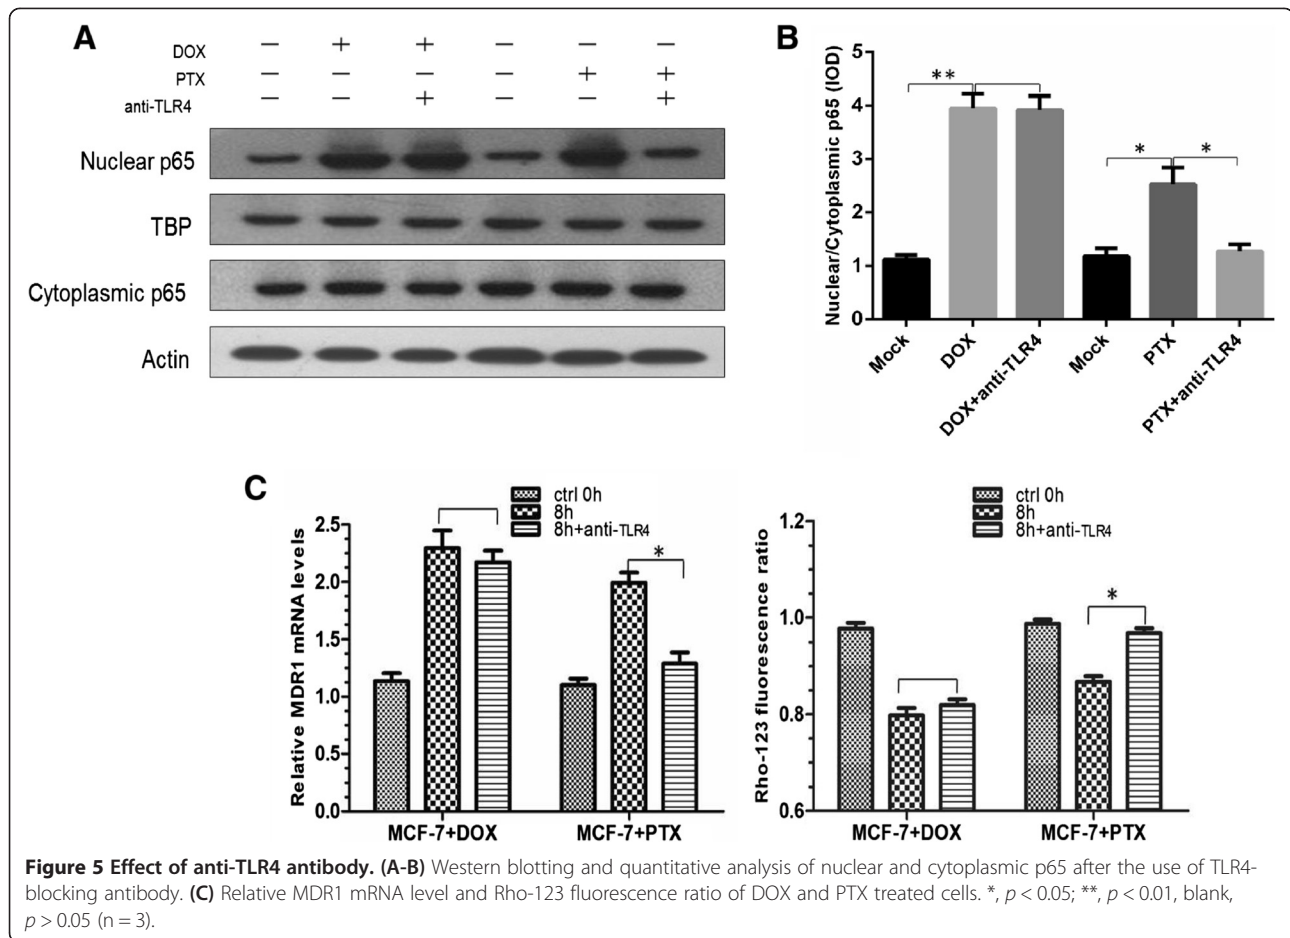 A
DOX − + + − − −
PTX − − − − + +
anti-TLR4 − − + − − +
Nuclear p65
TBP
Cytoplasmic p65
Actin
B
Nuclear/Cytoplasmic p65 (IOD)
5
4
3
2
1
0
**
*
*
Mock
DOX
DOX+anti-TLR4
Mock
PTX
PTX+anti-TLR4
C
ctrl 0h
8h
8h+anti-TLR4
Relative MDR1 mRNA levels
2.5
2.0
1.5
1.0
0.5
0.0
*
MCF-7+DOX
MCF-7+PTX
ctrl 0h
8h
8h+anti-TLR4
Rho-123 fluorescence ratio
1.2
1.0
0.8
0.6
*
MCF-7+DOX
MCF-7+PTX
Figure 5 Effect of anti-TLR4 antibody. (A-B) Western blotting and quantitative analysis of nuclear and cytoplasmic p65 after the use of TLR4-
blocking antibody. (C) Relative MDR1 mRNA level and Rho-123 fluorescence ratio of DOX and PTX treated cells. *, p < 0.05; **, p < 0.01, blank,
p > 0.05 (n = 3).